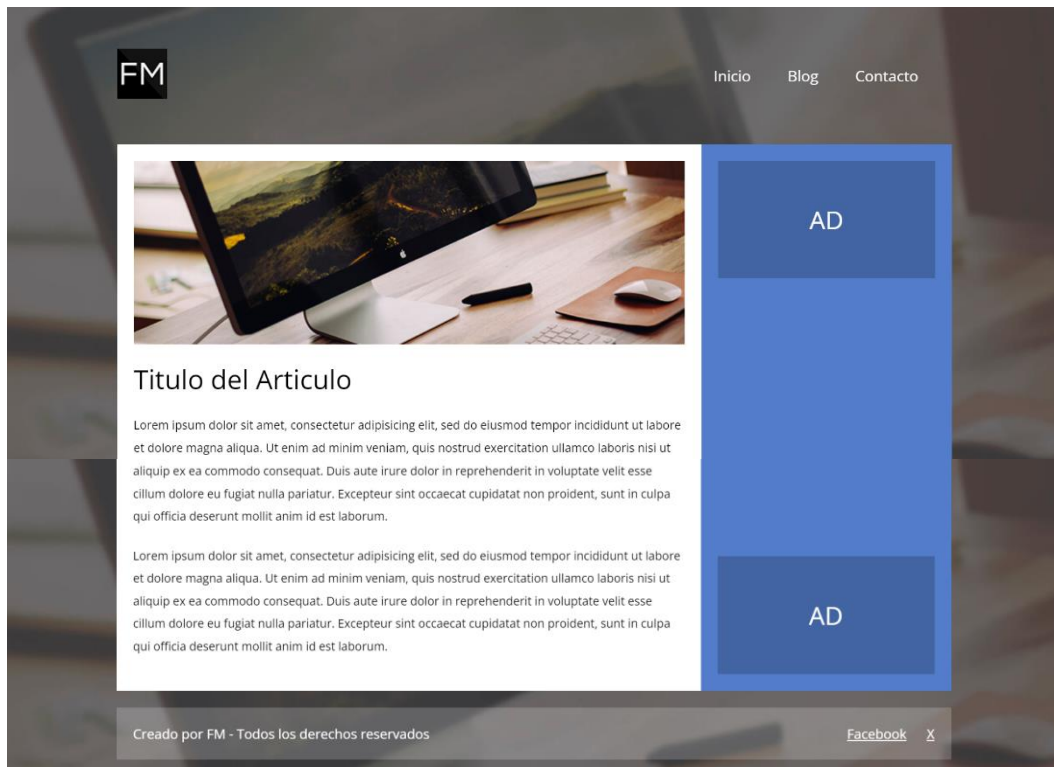 FM
Inicio Blog Contacto
AD
Titulo del Articulo
Lorem ipsum dolor sit amet, consectetur adipisicing elit, sed do eiusmod tempor incididunt ut labore
et dolore magna aliqua. Ut enim ad minim veniam, quis nostrud exercitation ullamco laboris nisi ut
aliquip ex ea commodo consequat. Duis aute irure dolor in reprehenderit in voluptate velit esse
cillum dolore eu fugiat nulla pariatur. Excepteur sint occaecat cupidatat non proident, sunt in culpa
qui officia deserunt mollit anim id est laborum.
Lorem ipsum dolor sit amet, consectetur adipisicing elit, sed do eiusmod tempor incididunt ut labore
et dolore magna aliqua. Ut enim ad minim veniam, quis nostrud exercitation ullamco laboris nisi ut
aliquip ex ea commodo consequat. Duis aute irure dolor in reprehenderit in voluptate velit esse
cillum dolore eu fugiat nulla pariatur. Excepteur sint occaecat cupidatat non proident, sunt in culpa
qui officia deserunt mollit anim id est laborum.
AD
Creado por FM - Todos los derechos reservados
Facebook X